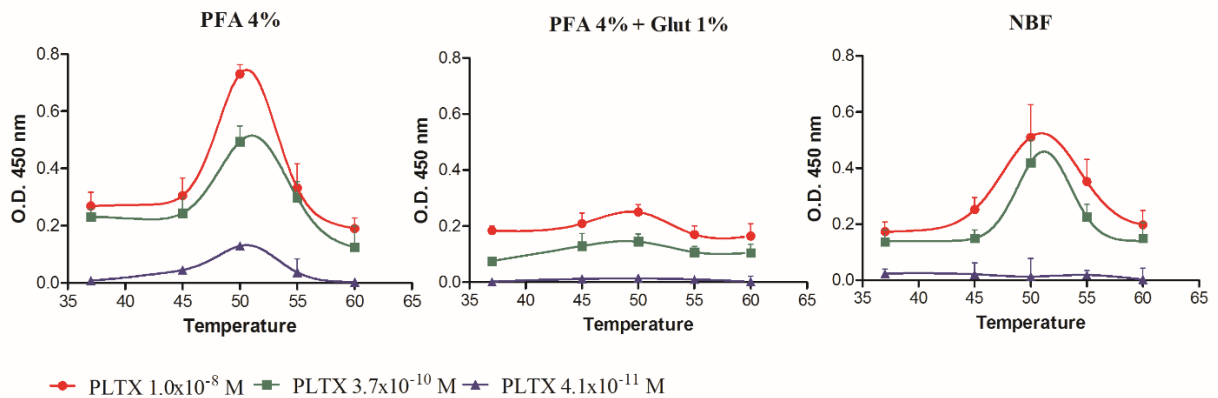 PFA 4%
O.D. 450 nm
0.8
0.6
0.4
0.2
0.0
35 40 45 50 55 60 65
Temperature
PFA 4% + Glut 1%
O.D. 450 nm
0.8
0.6
0.4
0.2
0.0
35 40 45 50 55 60 65
Temperature
NBF
O.D. 450 nm
0.8
0.6
0.4
0.2
0.0
35 40 45 50 55 60 65
Temperature
PLTX 1.0x10⁻⁸ M PLTX 3.7x10⁻¹⁰ M PLTX 4.1x10⁻¹¹ M